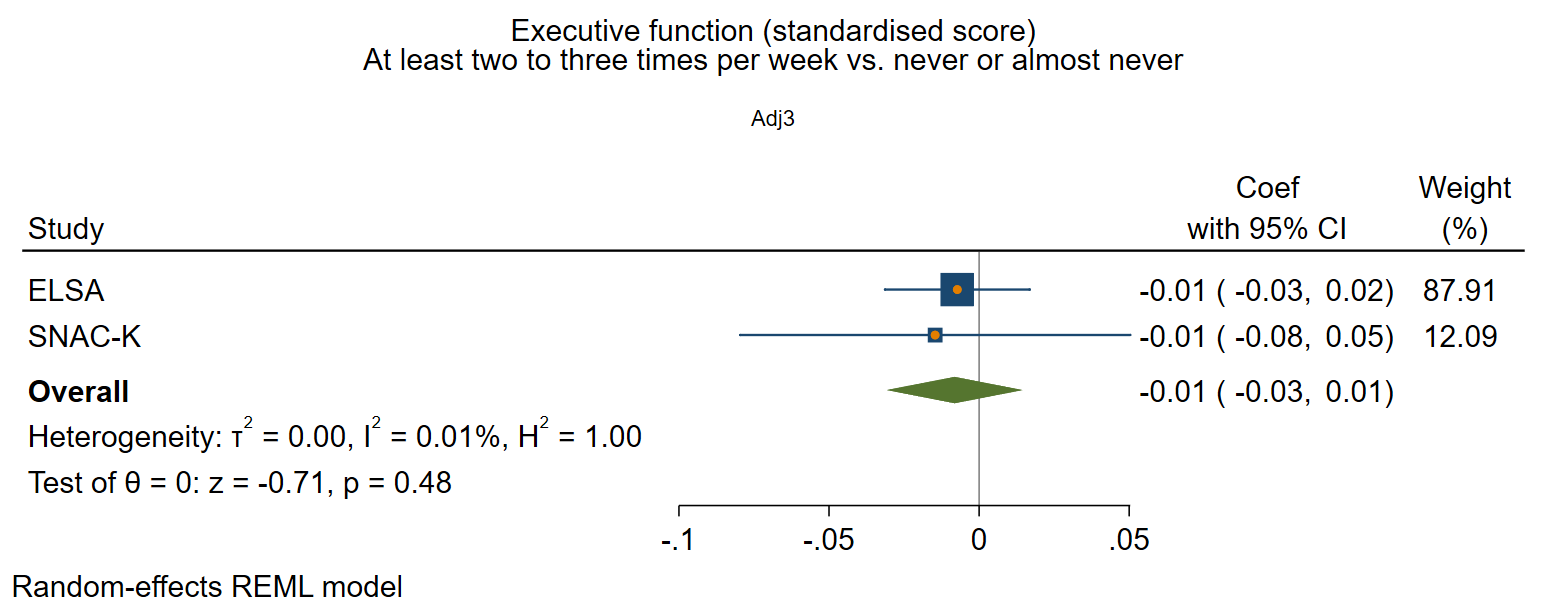 Executive function (standardised score)
At least two to three times per week vs. never or almost never
Adj3
Coef Weight
Study with 95% CI (%)
ELSA -0.01 ( -0.03, 0.02) 87.91
SNAC-K -0.01 ( -0.08, 0.05) 12.09
Overall -0.01 ( -0.03, 0.01)
Heterogeneity: τ² = 0.00, I² = 0.01%, H² = 1.00
Test of θ = 0: z = -0.71, p = 0.48
-.1 -.05 0 .05
Random-effects REML model